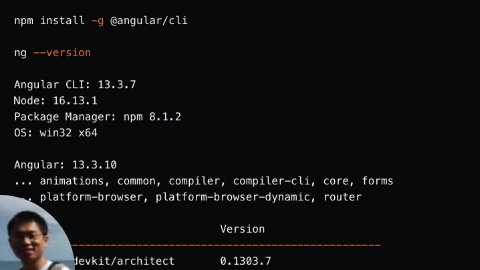 npm install -g @angular/cli
ng --version
Angular CLI: 13.3.7
Node: 16.13.1
Package Manager: npm 8.1.2
OS: win32 x64
Angular: 13.3.10
... animations, common, compiler, compiler-cli, core, forms
... platform-browser, platform-browser-dynamic, router
Version
devkit/architect 0.1303.7